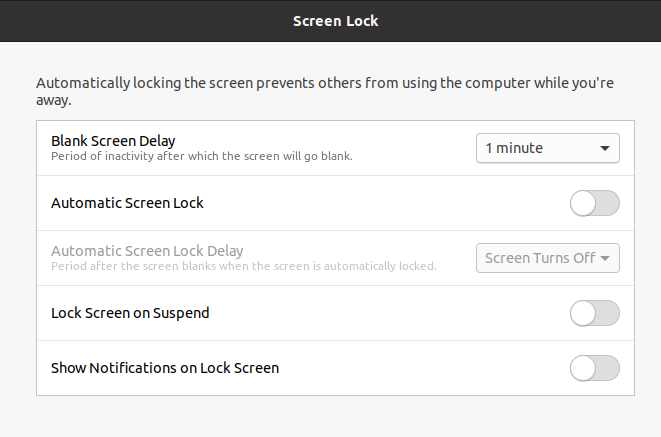 Screen Lock
Automatically locking the screen prevents others from using the computer while you're
away.
Blank Screen Delay
Period of inactivity after which the screen will go blank.
1 minute
Automatic Screen Lock
Automatic Screen Lock Delay
Period after the screen blanks when the screen is automatically locked.
Screen Turns Off
Lock Screen on Suspend
Show Notifications on Lock Screen